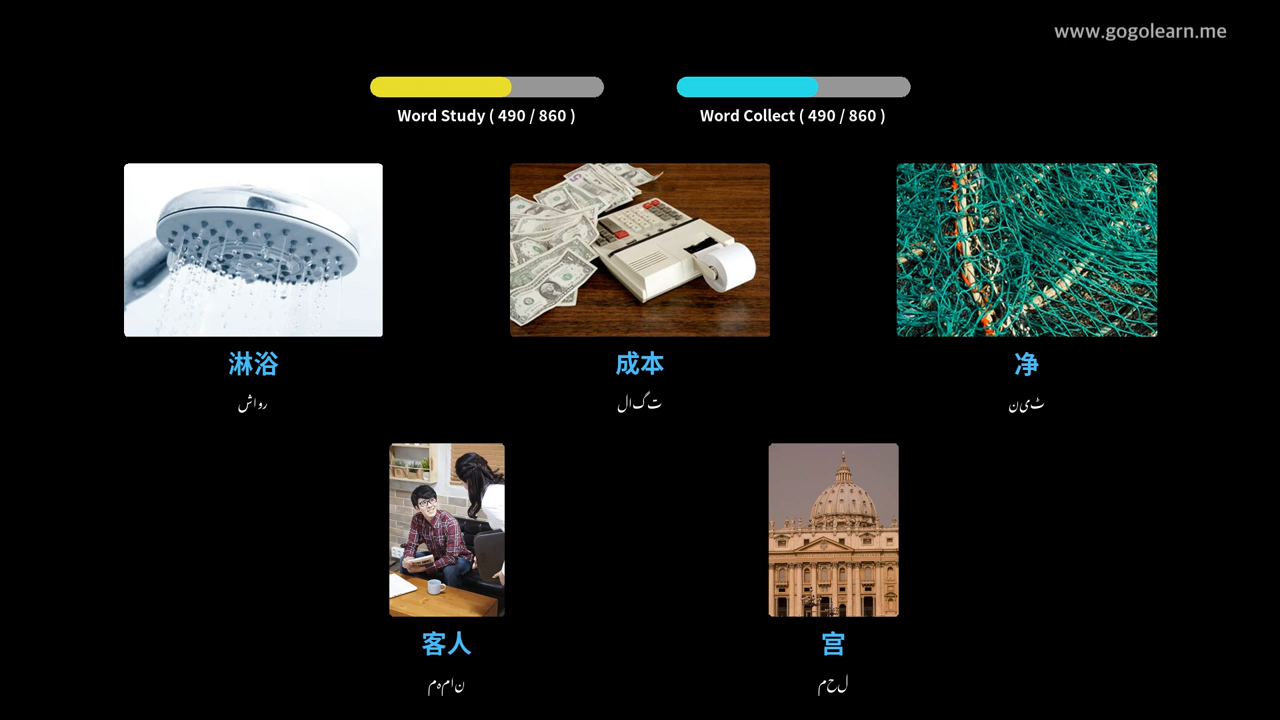 www.gogolearn.me
Word Study ( 490 / 860 )
Word Collect ( 490 / 860 )
淋浴
成本
净
شاور
لاگت
نیٹ
客人
宫
مہمان
محل